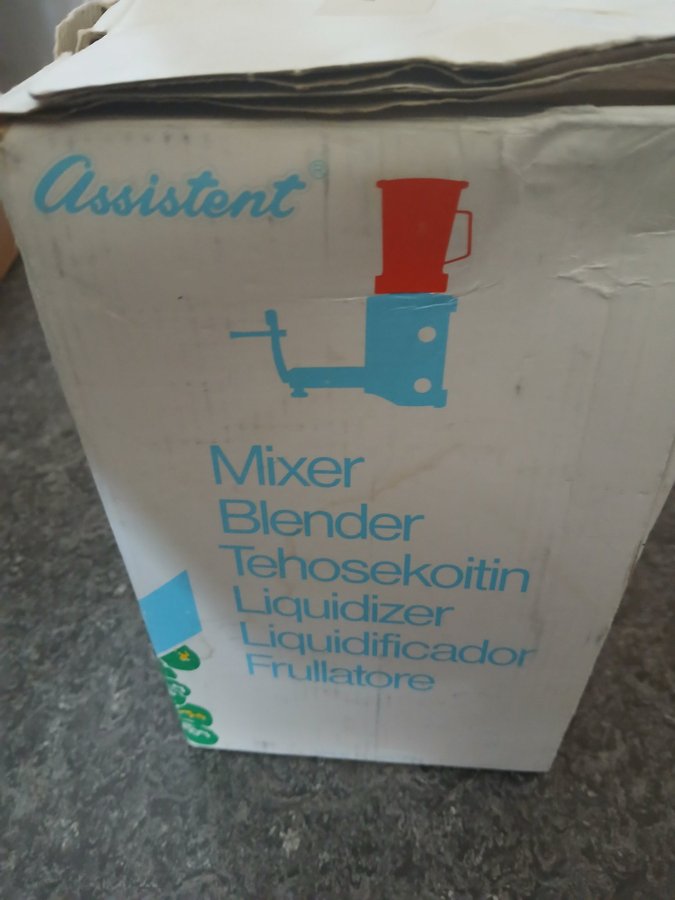 Assistent®
Mixer
Blender
Tehosekoitin
Liquidizer
Liquidificador
Frullatore